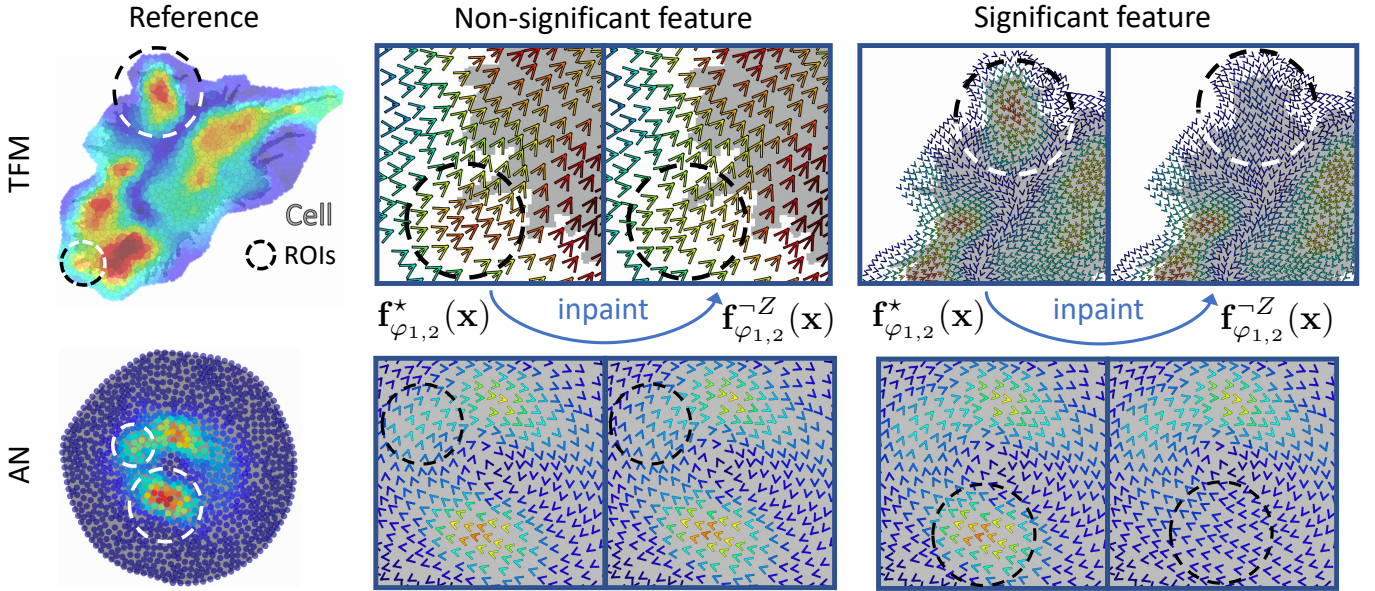 Reference
Non-significant feature
Significant feature
TFM
Cell
ROIs
f⋆φ1,2(x)
inpaint
f¬Zφ1,2(x)
f⋆φ1,2(x)
inpaint
f¬Zφ1,2(x)
AN